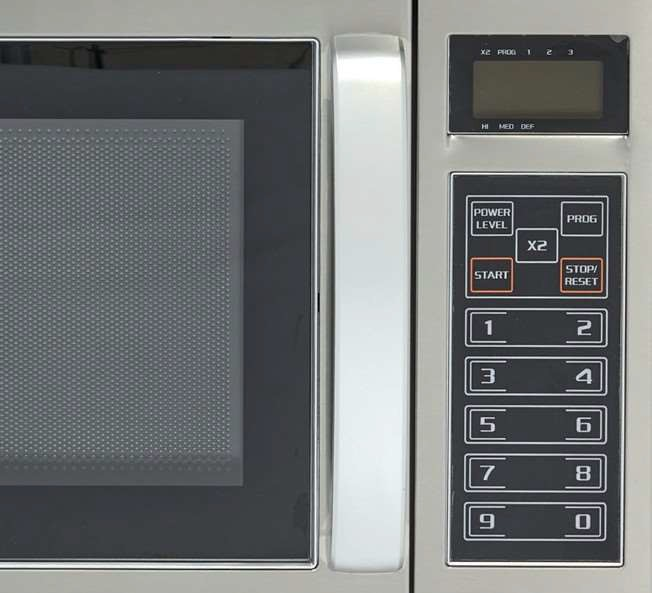 X2 PROG 1 2 3
HI MED DEF
POWER
LEVEL
PROG
X2
START
STOP/
RESET
1 2
3 4
5 6
7 8
9 0